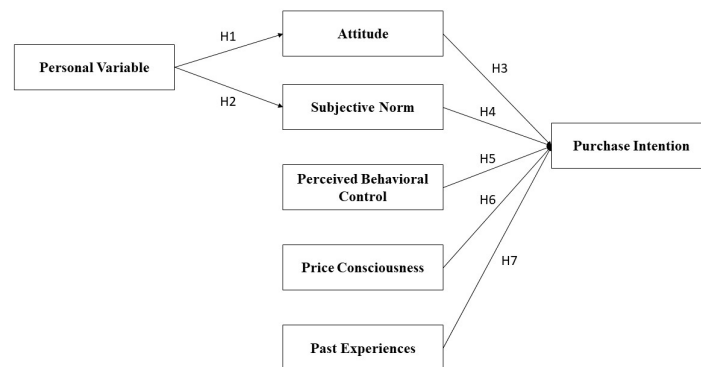 Attitude
H1
H3
Personal Variable
H2
Subjective Norm
H4
Purchase Intention
H5
Perceived Behavioral
Control
H6
Price Consciousness
H7
Past Experiences